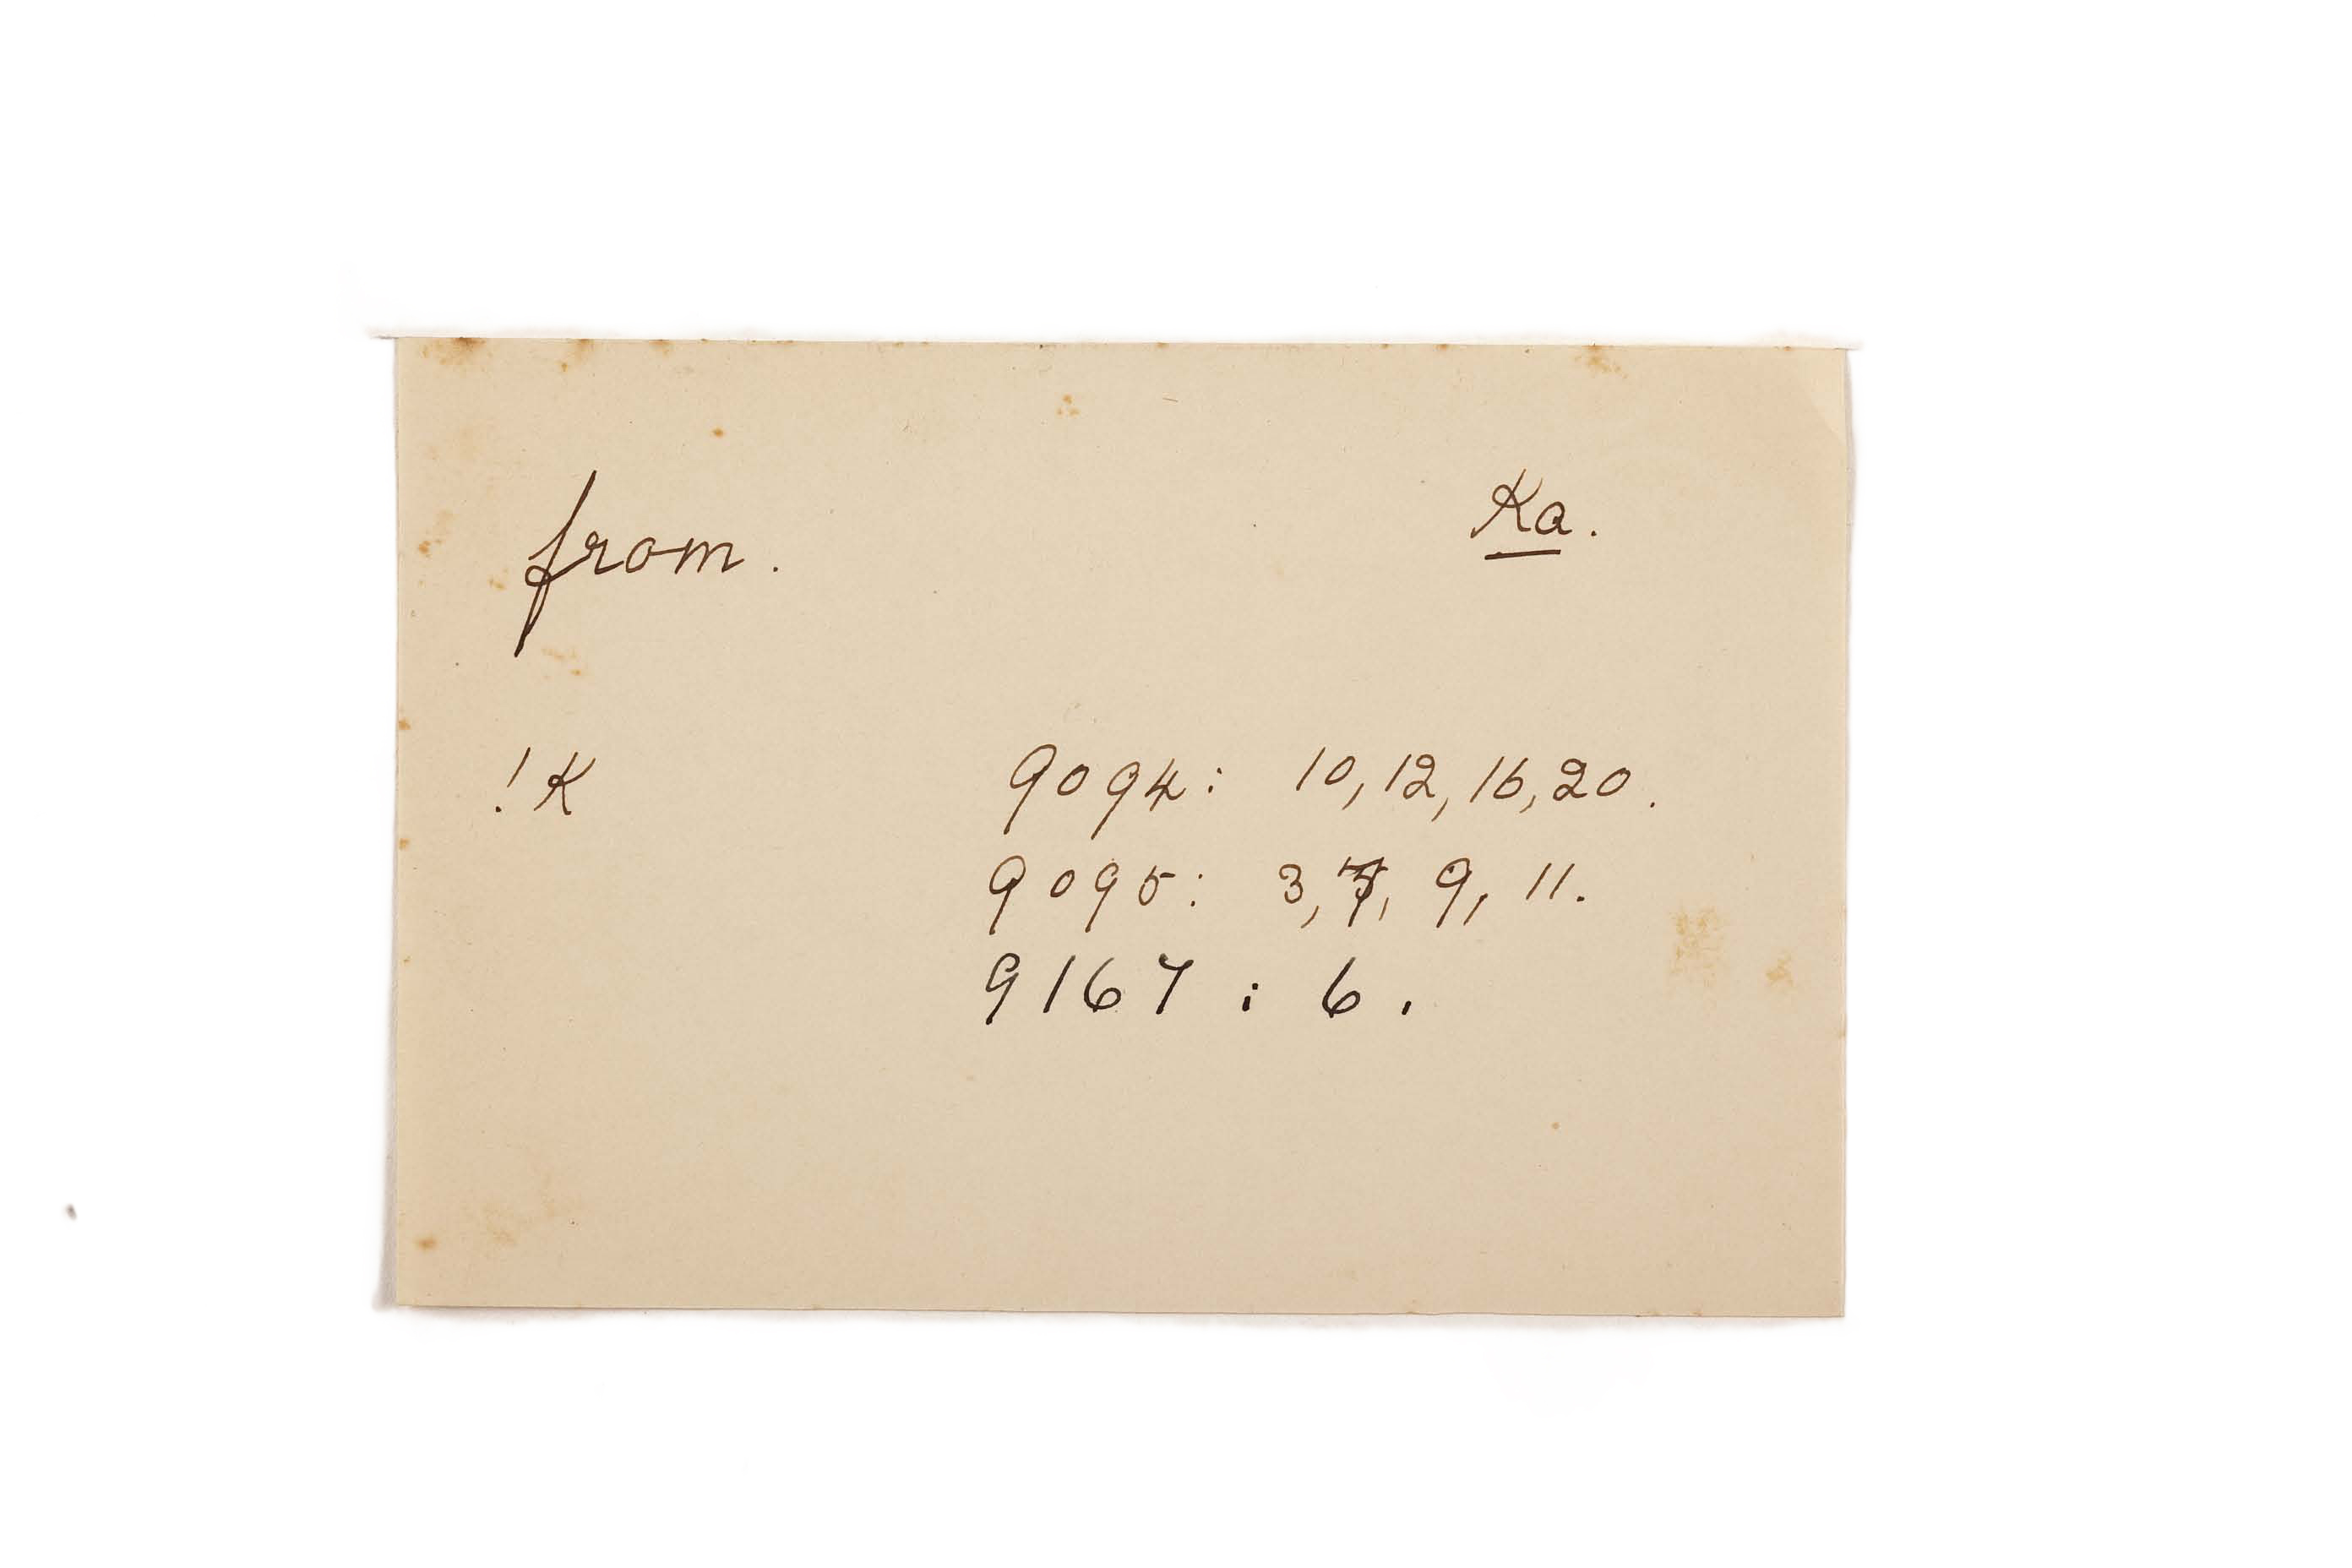 from. Ka.
!K 9094: 10, 12, 16, 20.
9095: 3, 7, 9, 11.
9167: 6.